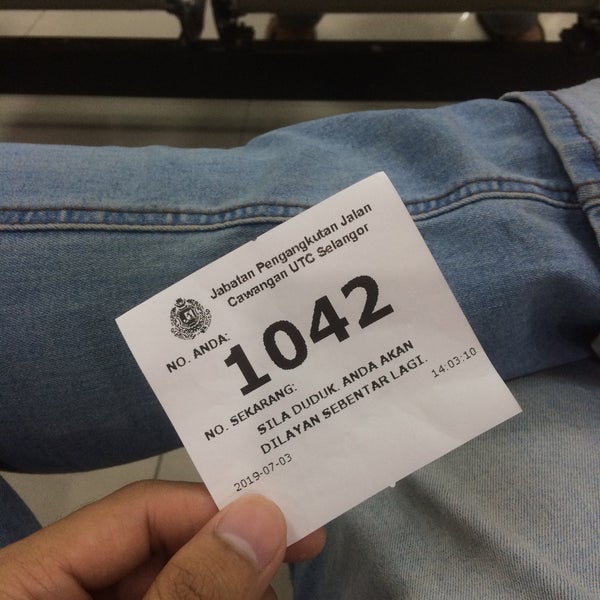 Jabatan Pengangkutan Jalan
Cawangan UTC Selangor
NO. ANDA:
1042
NO. SEKARANG:
SILA DUDUK. ANDA AKAN
DILAYAN SEBENTAR LAGI.
2019-07-03
14:03:10